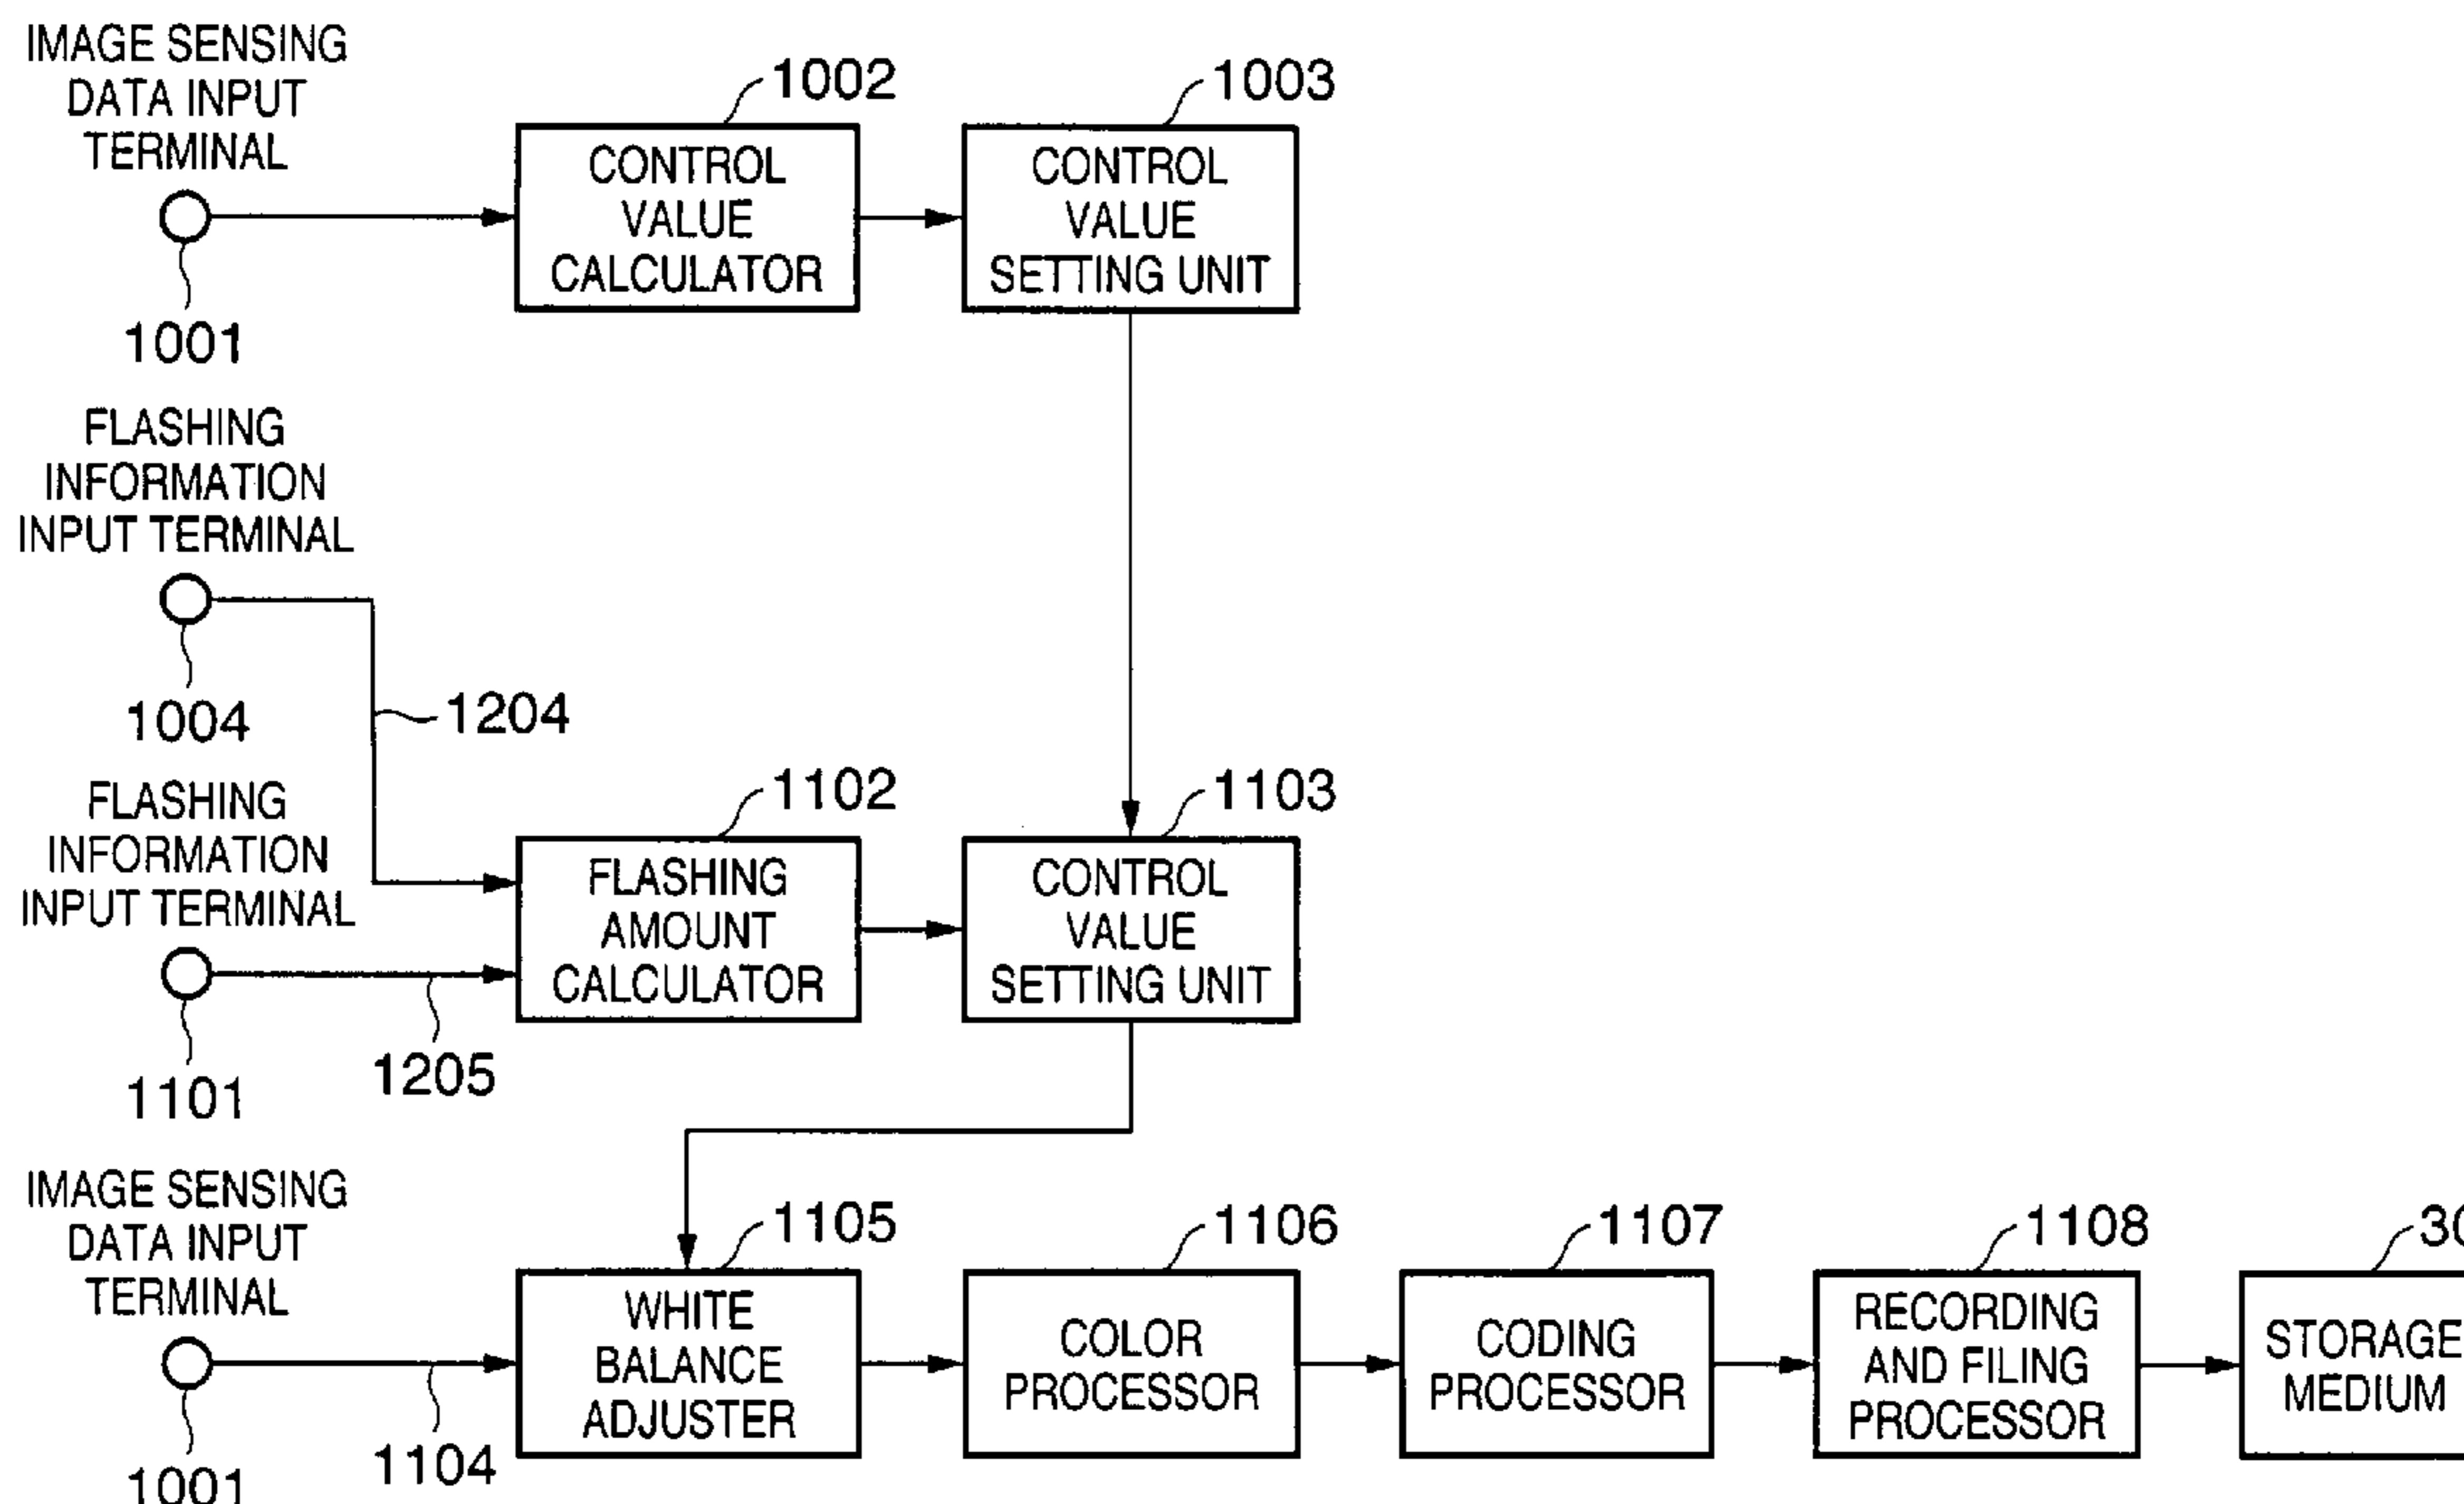 IMAGE SENSING
DATA INPUT
TERMINAL
1001
1002
CONTROL
VALUE
CALCULATOR
1003
CONTROL
VALUE
SETTING UNIT
FLASHING
INFORMATION
INPUT TERMINAL
1004
1204
FLASHING
INFORMATION
INPUT TERMINAL
1101
1205
1102
FLASHING
AMOUNT
CALCULATOR
1103
CONTROL
VALUE
SETTING UNIT
IMAGE SENSING
DATA INPUT
TERMINAL
1001
1104
1105
WHITE
BALANCE
ADJUSTER
1106
COLOR
PROCESSOR
1107
CODING
PROCESSOR
1108
RECORDING
AND FILING
PROCESSOR
STORAGE
MEDIUM